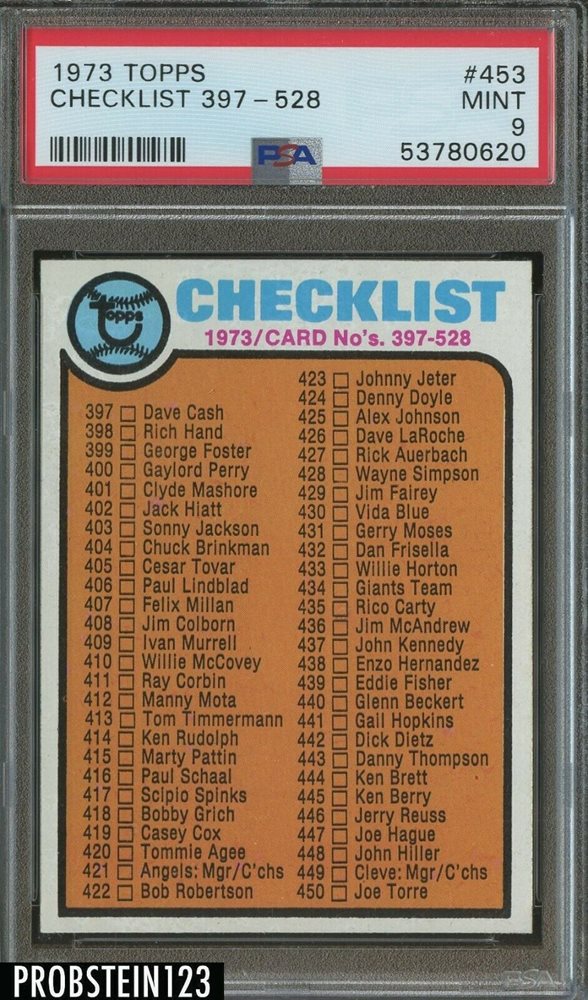 1973 TOPPS #453
CHECKLIST 397-528 MINT
9
PSA 53780620
Topps
CHECKLIST
1973/CARD No's. 397-528
397 Dave Cash
398 Rich Hand
399 George Foster
400 Gaylord Perry
401 Clyde Mashore
402 Jack Hiatt
403 Sonny Jackson
404 Chuck Brinkman
405 Cesar Tovar
406 Paul Lindblad
407 Felix Millan
408 Jim Colborn
409 Ivan Murrell
410 Willie McCovey
411 Ray Corbin
412 Manny Mota
413 Tom Timmermann
414 Ken Rudolph
415 Marty Pattin
416 Paul Schaal
417 Scipio Spinks
418 Bobby Grich
419 Casey Cox
420 Tommie Agee
421 Angels: Mgr/C'chs
422 Bob Robertson
423 Johnny Jeter
424 Denny Doyle
425 Alex Johnson
426 Dave LaRoche
427 Rick Auerbach
428 Wayne Simpson
429 Jim Fairey
430 Vida Blue
431 Gerry Moses
432 Dan Frisella
433 Willie Horton
434 Giants Team
435 Rico Carty
436 Jim McAndrew
437 John Kennedy
438 Enzo Hernandez
439 Eddie Fisher
440 Glenn Beckert
441 Gail Hopkins
442 Dick Dietz
443 Danny Thompson
444 Ken Brett
445 Ken Berry
446 Jerry Reuss
447 Joe Hague
448 John Hiller
449 Cleve: Mgr/C'chs
450 Joe Torre
PSA
PROBSTEIN123